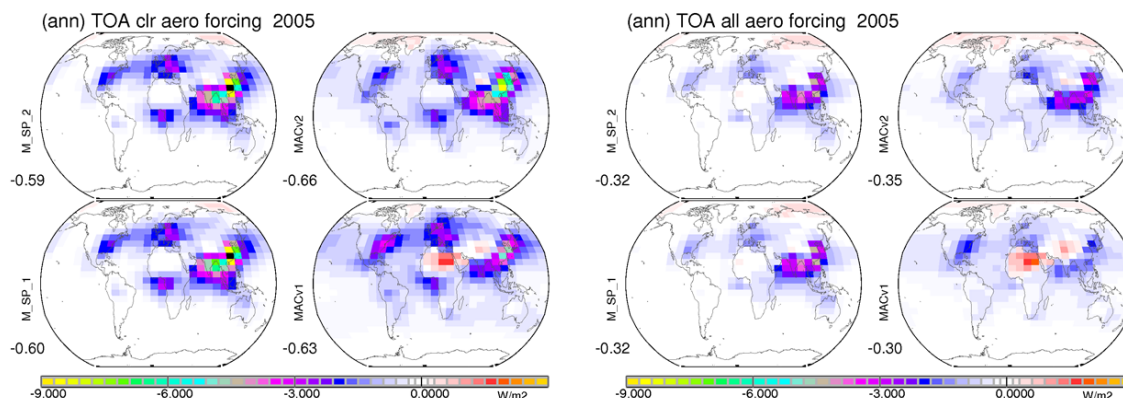 (ann) TOA clr aero forcing 2005
M_SP_2
-0.59
MACv2
-0.66
M_SP_1
-0.60
MACv1
-0.63
-9.000 -6.000 -3.000 0.0000 W/m2
(ann) TOA all aero forcing 2005
M_SP_2
-0.32
MACv2
-0.35
M_SP_1
-0.32
MACv1
-0.30
-9.000 -6.000 -3.000 0.0000 W/m2